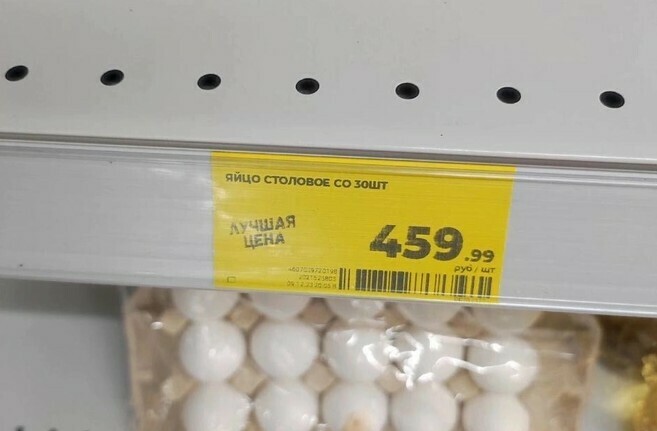 ЯЙЦО СТОЛОВОЕ СО 30ШТ
ЛУЧШАЯ
ЦЕНА
459.99
руб / шт